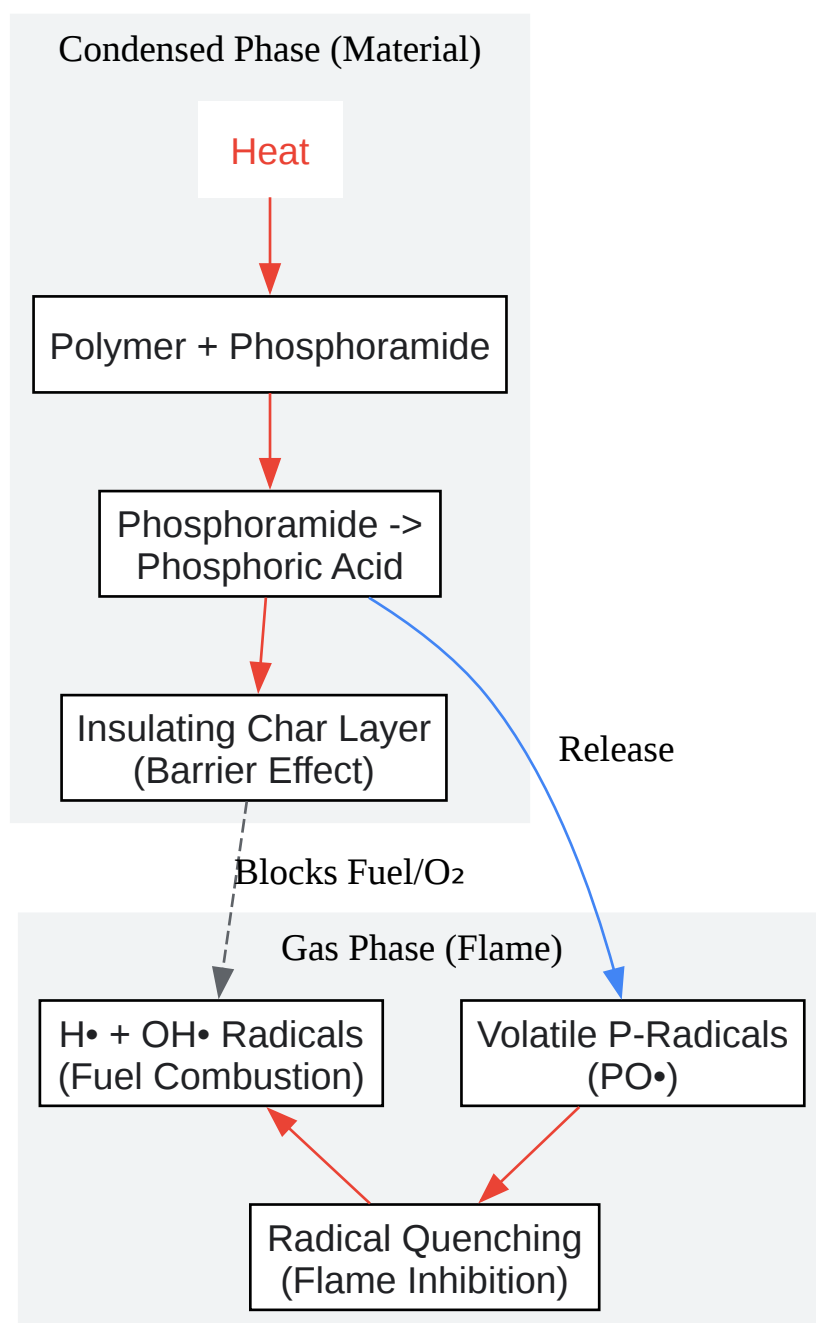 Condensed Phase (Material)
Heat
Polymer + Phosphoramide
Phosphoramide ->
Phosphoric Acid
Insulating Char Layer
(Barrier Effect)
Release
Blocks Fuel/O₂
Gas Phase (Flame)
H• + OH• Radicals
(Fuel Combustion)
Volatile P-Radicals
(PO•)
Radical Quenching
(Flame Inhibition)